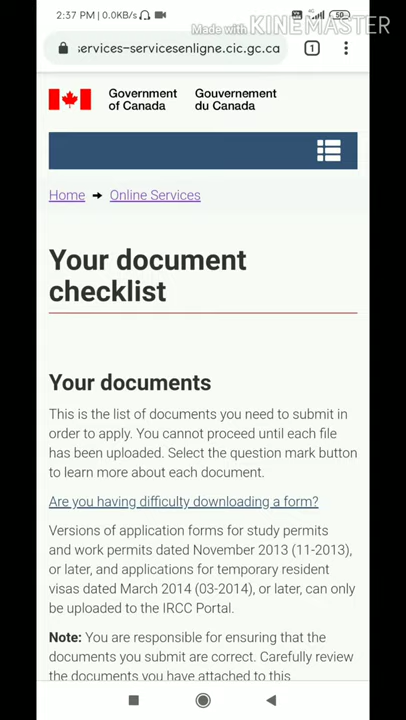 2:37 PM | 0.0KB/s
Made with KINEMASTER
services-servicesenligne.cic.gc.ca
1
Government of Canada
Gouvernement du Canada
Home → Online Services
Your document
checklist
Your documents
This is the list of documents you need to submit in
order to apply. You cannot proceed until each file
has been uploaded. Select the question mark button
to learn more about each document.
Are you having difficulty downloading a form?
Versions of application forms for study permits
and work permits dated November 2013 (11-2013),
or later, and applications for temporary resident
visas dated March 2014 (03-2014), or later, can only
be uploaded to the IRCC Portal.
Note: You are responsible for ensuring that the
documents you submit are correct. Carefully review
the documents you have attached to this